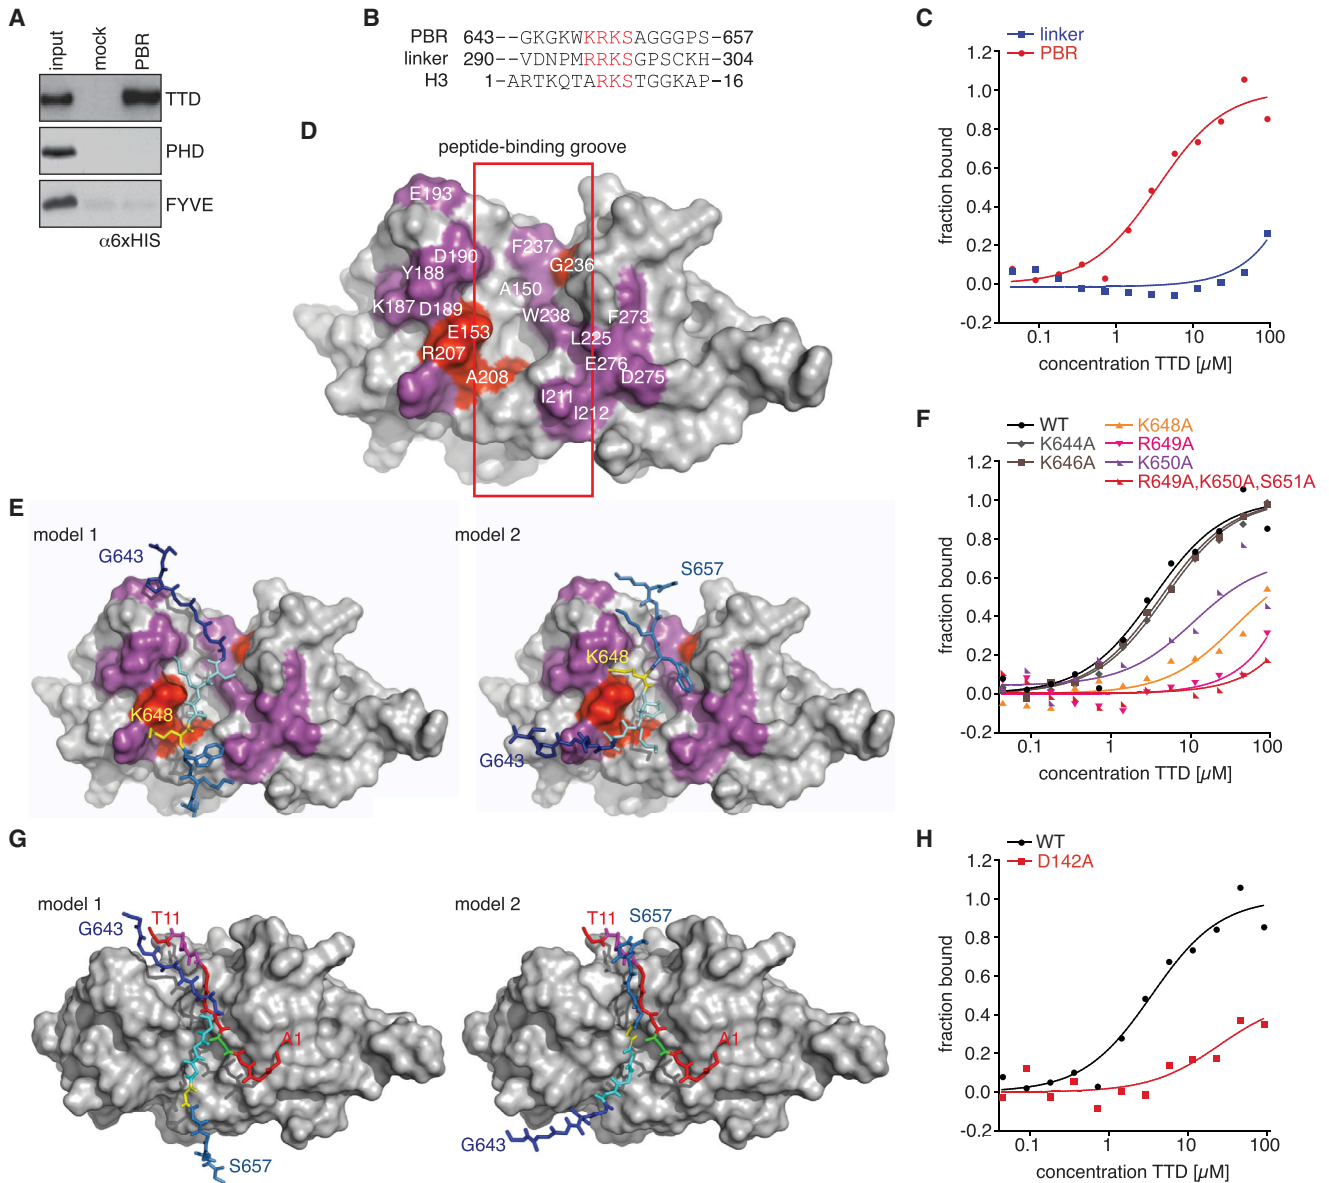 A
input
mock
PBR
TTD
PHD
FYVE
α6xHIS
B
PBR 643--GKGKWKRKSAGGGPS-657
linker 290--VDNPMRRKSGPSCKH-304
H3 1-ARTKQTARKSTGGKAP-16
C
linker
PBR
1.2
1.0
0.8
0.6
0.4
0.2
0.0
-0.2
fraction bound
0.1 1 10 100
concentration TTD [µM]
D
peptide-binding groove
E193
D190
Y188
K187
D189
E153
R207
A208
F237
G236
A150
W238
F273
L225
E276
D275
I211
I212
E
model 1
G643
K648
model 2
S657
K648
G643
F
WT
K644A
K646A
K648A
R649A
K650A
R649A,K650A,S651A
1.2
1.0
0.8
0.6
0.4
0.2
0.0
-0.2
fraction bound
0.1 1 10 100
concentration TTD [µM]
G
model 1
T11
G643
A1
S657
model 2
T11
S657
A1
G643
H
WT
D142A
1.2
1.0
0.8
0.6
0.4
0.2
0.0
-0.2
fraction bound
0.1 1 10 100
concentration TTD [µM]